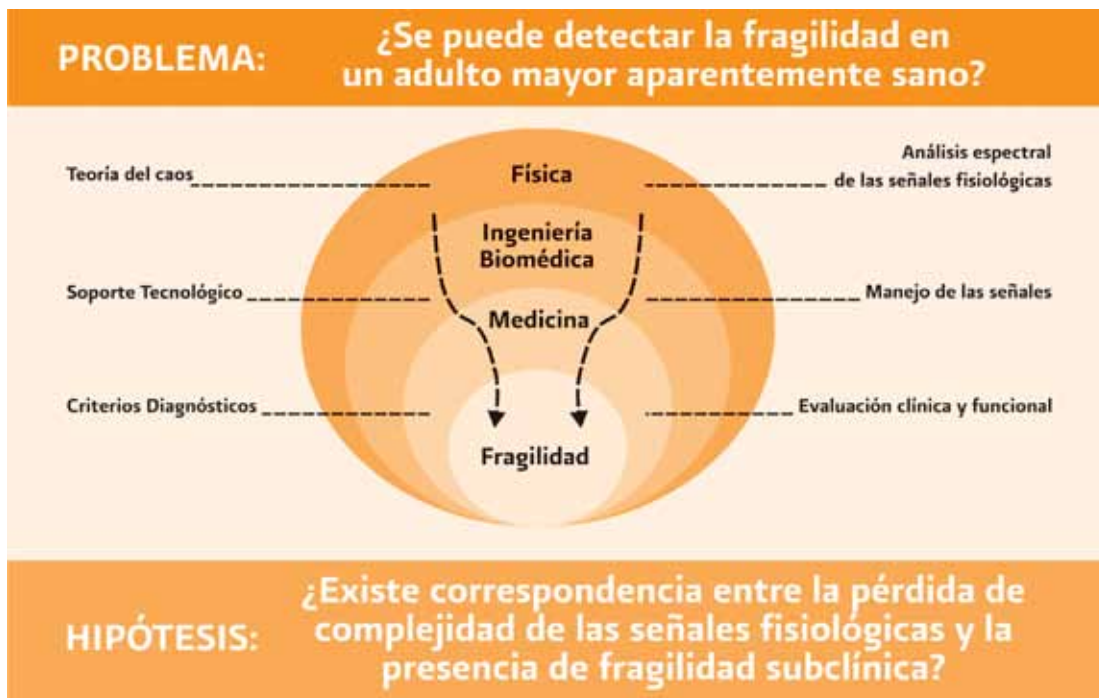 PROBLEMA:
¿Se puede detectar la fragilidad en
un adulto mayor aparentemente sano?
Teoría del caos
Física
Análisis espectral
de las señales fisiológicas
Ingeniería
Biomédica
Soporte Tecnológico
Medicina
Manejo de las señales
Criterios Diagnósticos
Evaluación clínica y funcional
Fragilidad
HIPÓTESIS:
¿Existe correspondencia entre la pérdida de
complejidad de las señales fisiológicas y la
presencia de fragilidad subclínica?